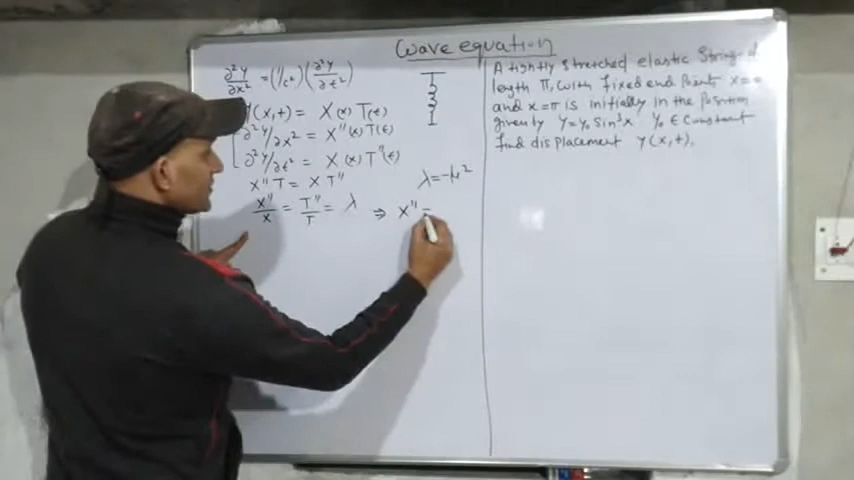 Wave equation
∂²Y/∂x² = (1/c²)(∂²Y/∂t²)
Y(x,t) = X(x) T(t)
∂²Y/∂x² = X''(x) T(t)
∂²Y/∂t² = X(x) T''(t)
X''T = X T''
λ = -μ²
X''/X = T''/T = λ ⇒ X'' =
A tightly stretched elastic String of
length π, with fixed end Points x=0
and x=π is initially in the Position
given by Y=Y₀ Sin³x Y₀ ∈ Constant
find displacement Y(x,t).